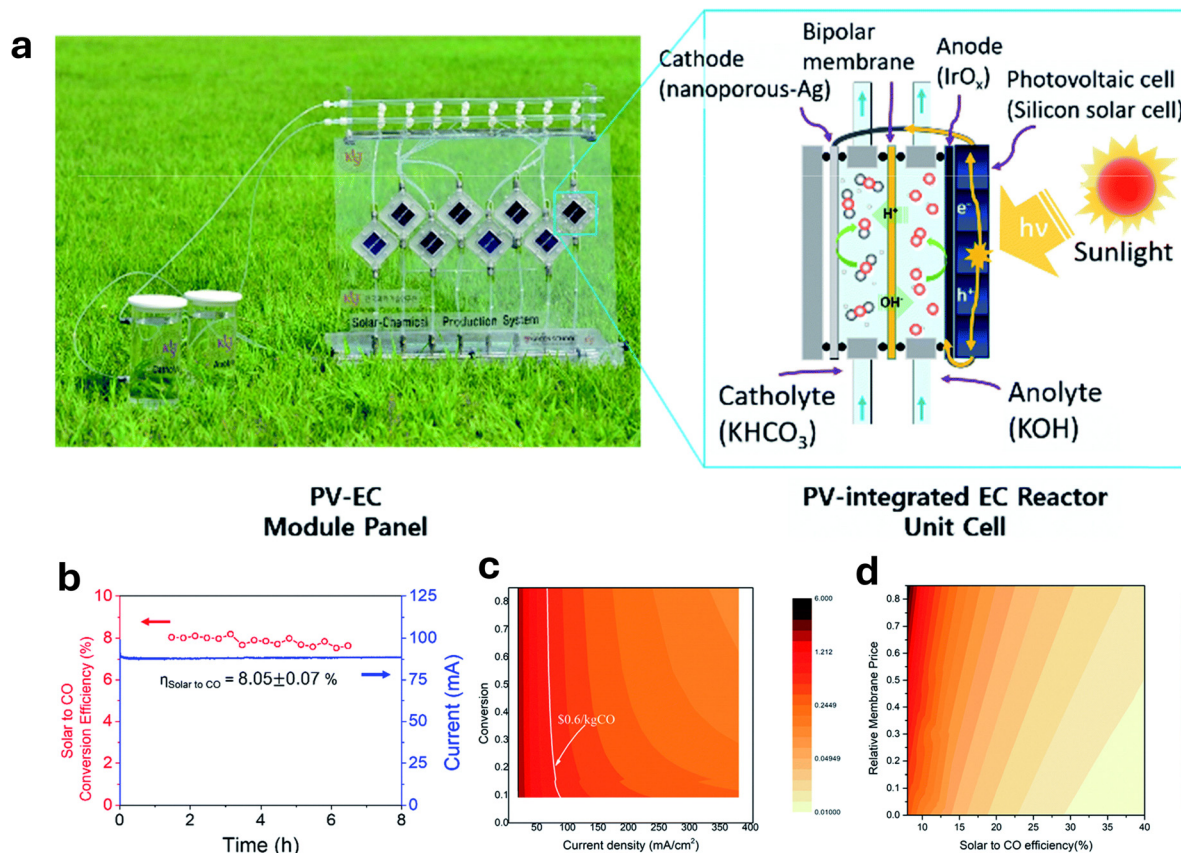 a
Cathode
(nanoporous-Ag)
Bipolar
membrane
Anode
(IrOₓ)
Photovoltaic cell
(Silicon solar cell)
H⁺
OH⁻
e⁻
h⁺
hν
Sunlight
Catholyte
(KHCO₃)
Anolyte
(KOH)
Solar-Chemical Production System
PV-EC
Module Panel
PV-integrated EC Reactor
Unit Cell
b
Solar to CO
Conversion Efficiency (%)
10
8
6
4
2
0
ηSolar to CO = 8.05±0.07 %
125
100
75
50
25
0
Current (mA)
0 2 4 6 8
Time (h)
c
Conversion
0.8
0.7
0.6
0.5
0.4
0.3
0.2
0.1
0.0
$0.6/kgCO
50 100 150 200 250 300 350 400
Current density (mA/cm²)
6.000
1.212
0.2449
0.04949
0.01000
d
Relative Membrane Price
0.8
0.7
0.6
0.5
0.4
0.3
0.2
0.1
0.0
10 15 20 25 30 35 40
Solar to CO efficiency(%)